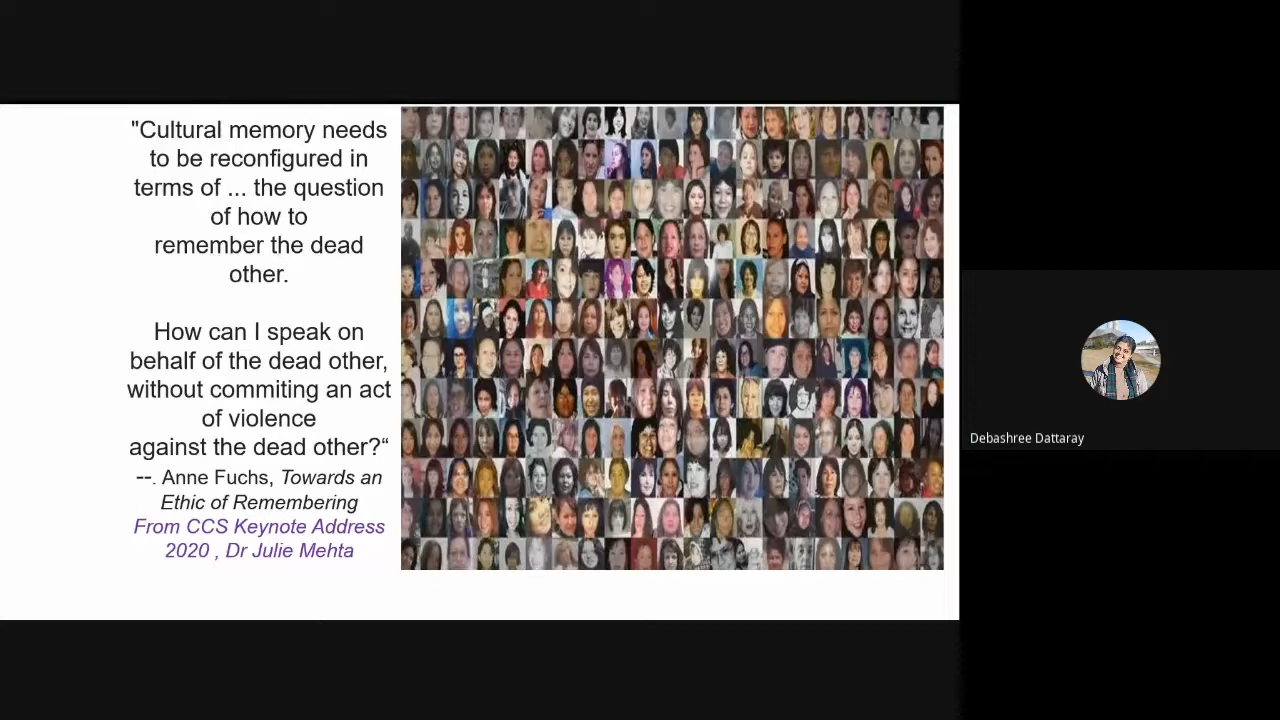 "Cultural memory needs
to be reconfigured in
terms of ... the question
of how to
remember the dead
other.
How can I speak on
behalf of the dead other,
without commiting an act
of violence
against the dead other?“
--. Anne Fuchs, Towards an
Ethic of Remembering
From CCS Keynote Address
2020 , Dr Julie Mehta
Debashree Dattaray